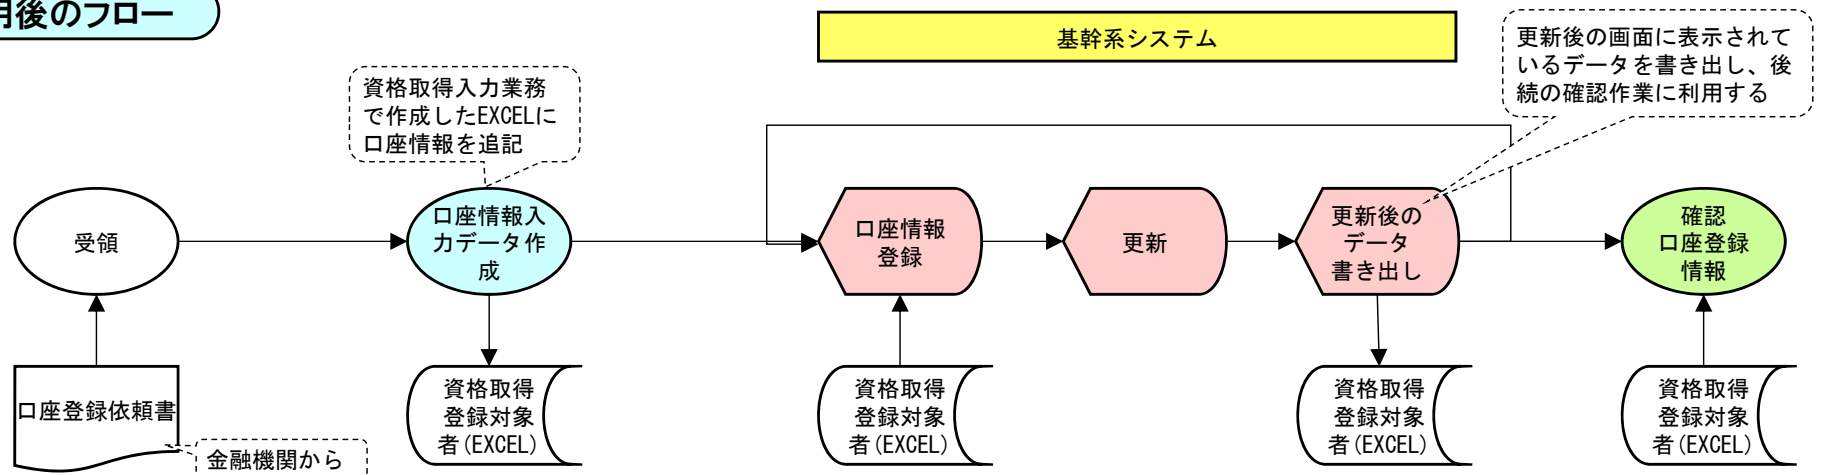 用後のフロー
基幹系システム
更新後の画面に表示されて
いるデータを書き出し、後
続の確認作業に利用する
資格取得入力業務
で作成したEXCELに
口座情報を追記
受領
口座情報入
力データ作
成
口座情報
登録
更新
更新後の
データ
書き出し
確認
口座登録
情報
口座登録依頼書
金融機関から
資格取得
登録対象
者(EXCEL)
資格取得
登録対象
者(EXCEL)
資格取得
登録対象
者(EXCEL)
資格取得
登録対象
者(EXCEL)